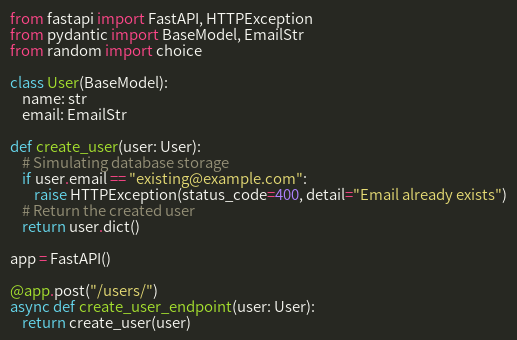 from fastapi import FastAPI, HTTPException
from pydantic import BaseModel, EmailStr
from random import choice

class User(BaseModel):
    name: str
    email: EmailStr

def create_user(user: User):
    # Simulating database storage
    if user.email == "existing@example.com":
        raise HTTPException(status_code=400, detail="Email already exists")
    # Return the created user
    return user.dict()

app = FastAPI()

@app.post("/users/")
async def create_user_endpoint(user: User):
    return create_user(user)